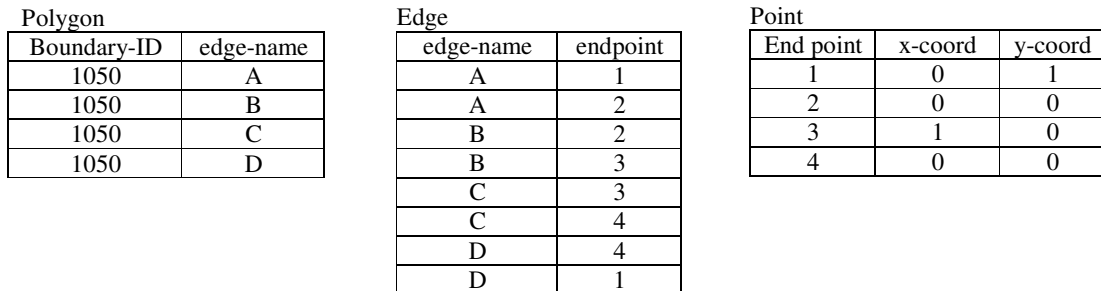 Polygon
Boundary-ID edge-name
1050 A
1050 B
1050 C
1050 D
Edge
edge-name endpoint
A 1
A 2
B 2
B 3
C 3
C 4
D 4
D 1
Point
End point x-coord y-coord
1 0 1
2 0 0
3 1 0
4 0 0